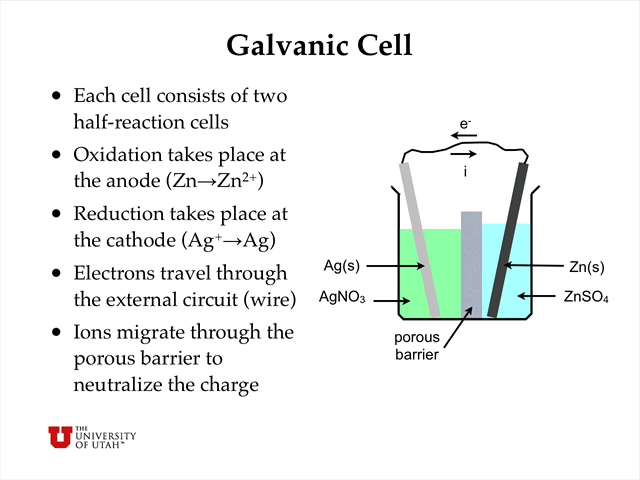 Galvanic Cell
• Each cell consists of two
half-reaction cells
• Oxidation takes place at
the anode (Zn→Zn²⁺)
• Reduction takes place at
the cathode (Ag⁺→Ag)
• Electrons travel through
the external circuit (wire)
• Ions migrate through the
porous barrier to
neutralize the charge
e⁻
i
Ag(s)
Zn(s)
AgNO₃
ZnSO₄
porous
barrier
U THE
UNIVERSITY
OF UTAH™